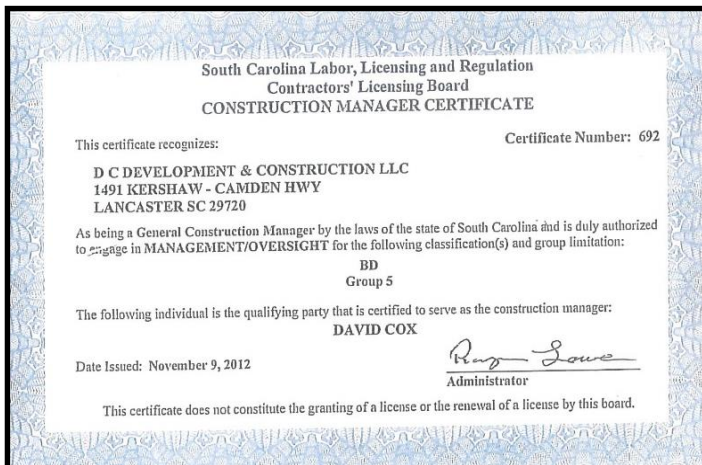 South Carolina Labor, Licensing and Regulation
Contractors' Licensing Board
CONSTRUCTION MANAGER CERTIFICATE
Certificate Number: 692
This certificate recognizes:
D C DEVELOPMENT & CONSTRUCTION LLC
1491 KERSHAW - CAMDEN HWY
LANCASTER SC 29720
As being a General Construction Manager by the laws of the state of South Carolina and is duly authorized
to engage in MANAGEMENT/OVERSIGHT for the following classification(s) and group limitation:
BD
Group 5
The following individual is the qualifying party that is certified to serve as the construction manager:
DAVID COX
Date Issued: November 9, 2012
Administrator
This certificate does not constitute the granting of a license or the renewal of a license by this board.